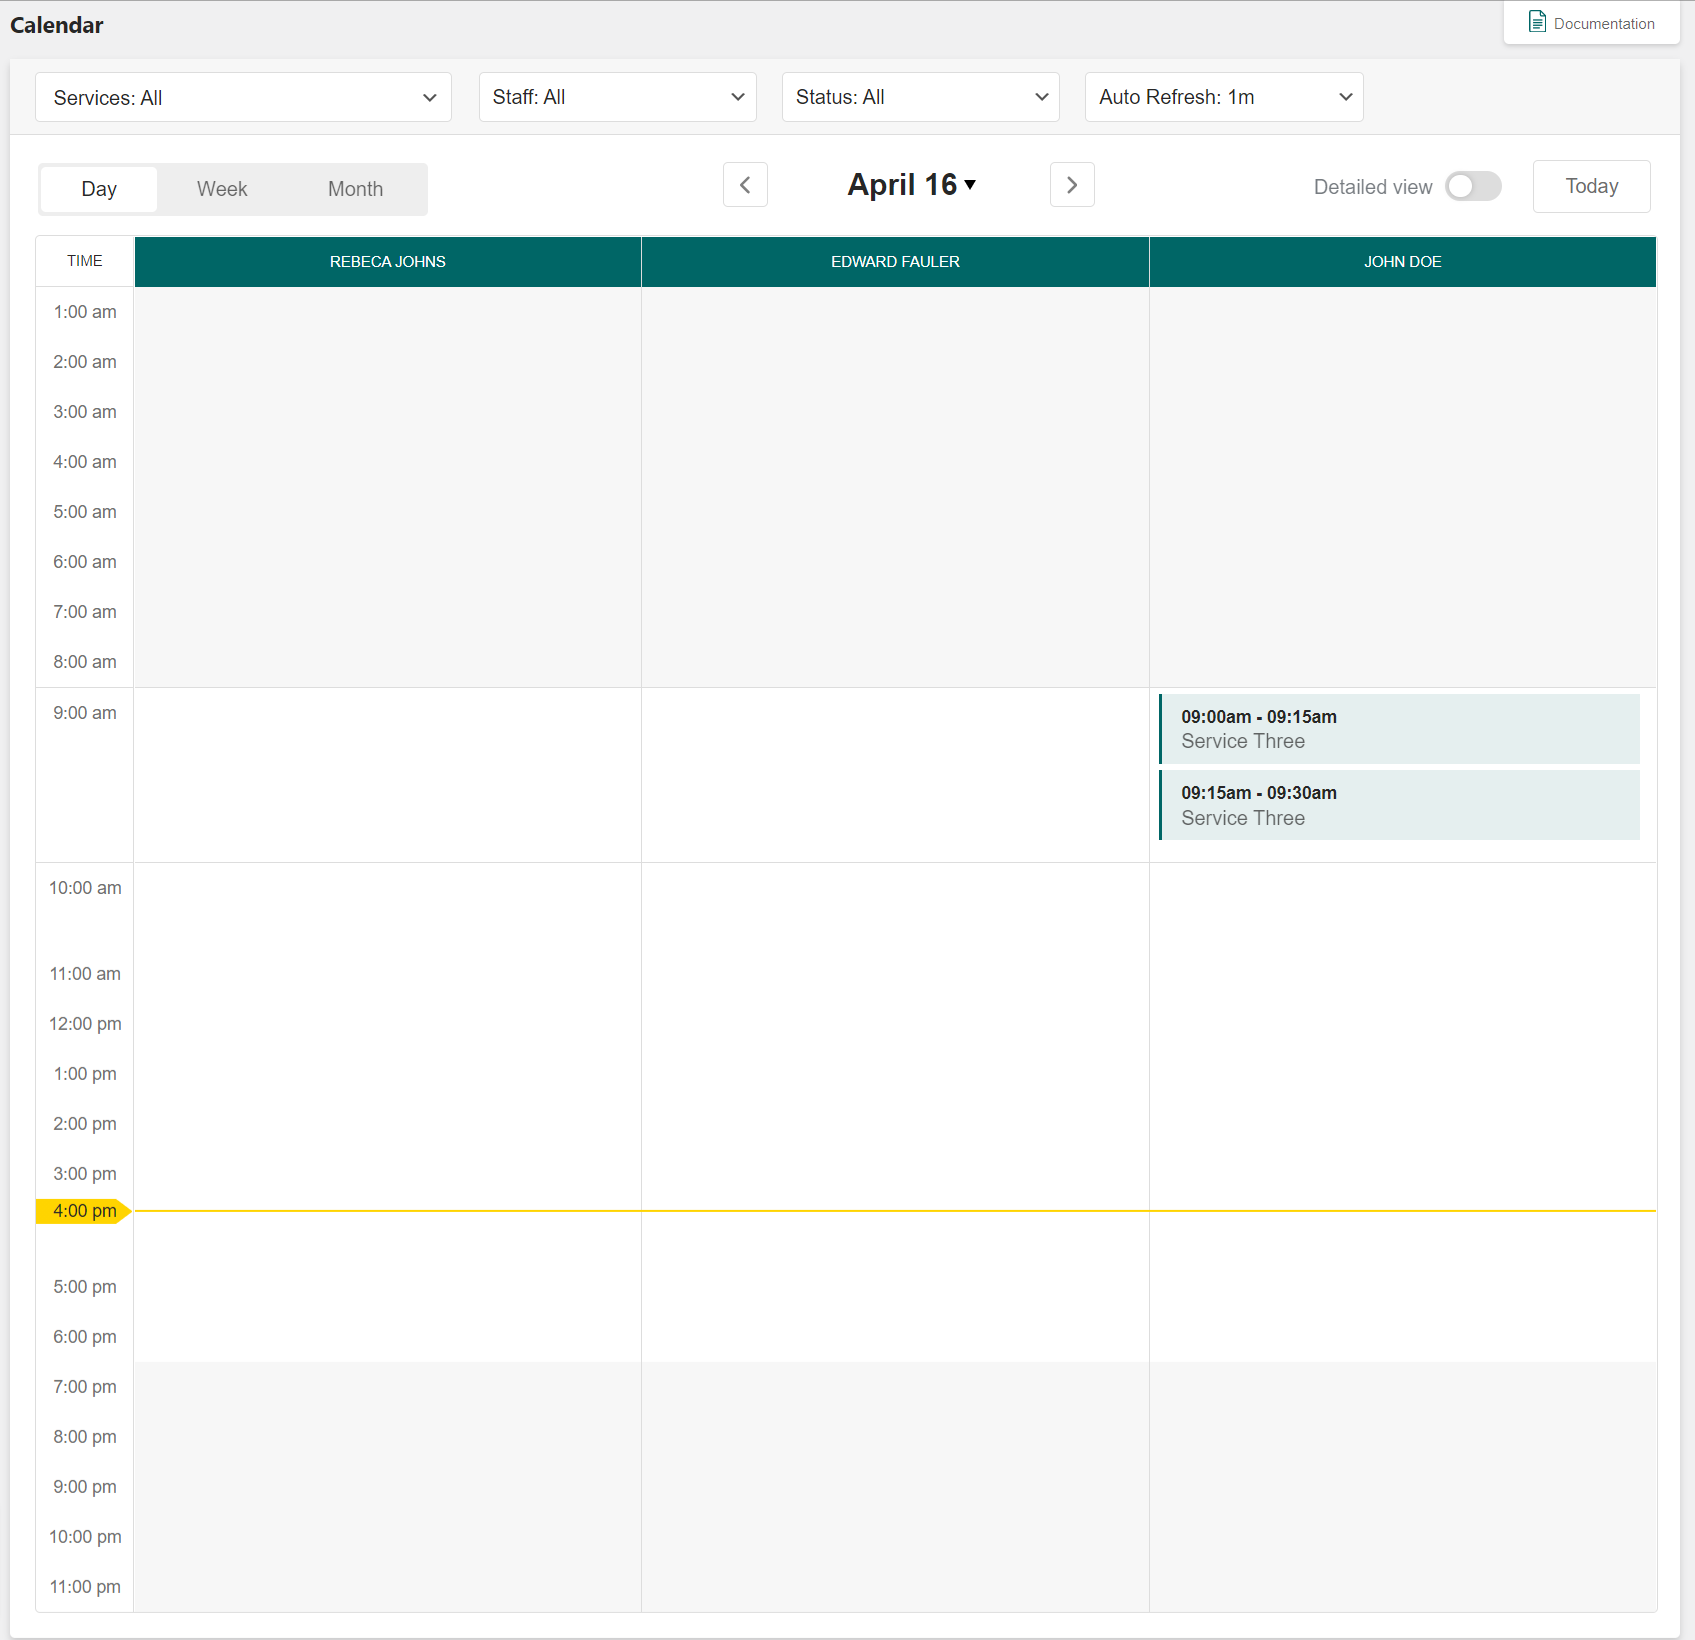 Calendar
Documentation
Services: All
Staff: All
Status: All
Auto Refresh: 1m
Day
Week
Month
April 16
Detailed view
Today
TIME
REBECA JOHNS
EDWARD FAULER
JOHN DOE
1:00 am
2:00 am
3:00 am
4:00 am
5:00 am
6:00 am
7:00 am
8:00 am
9:00 am
09:00am - 09:15am
Service Three
09:15am - 09:30am
Service Three
10:00 am
11:00 am
12:00 pm
1:00 pm
2:00 pm
3:00 pm
4:00 pm
5:00 pm
6:00 pm
7:00 pm
8:00 pm
9:00 pm
10:00 pm
11:00 pm